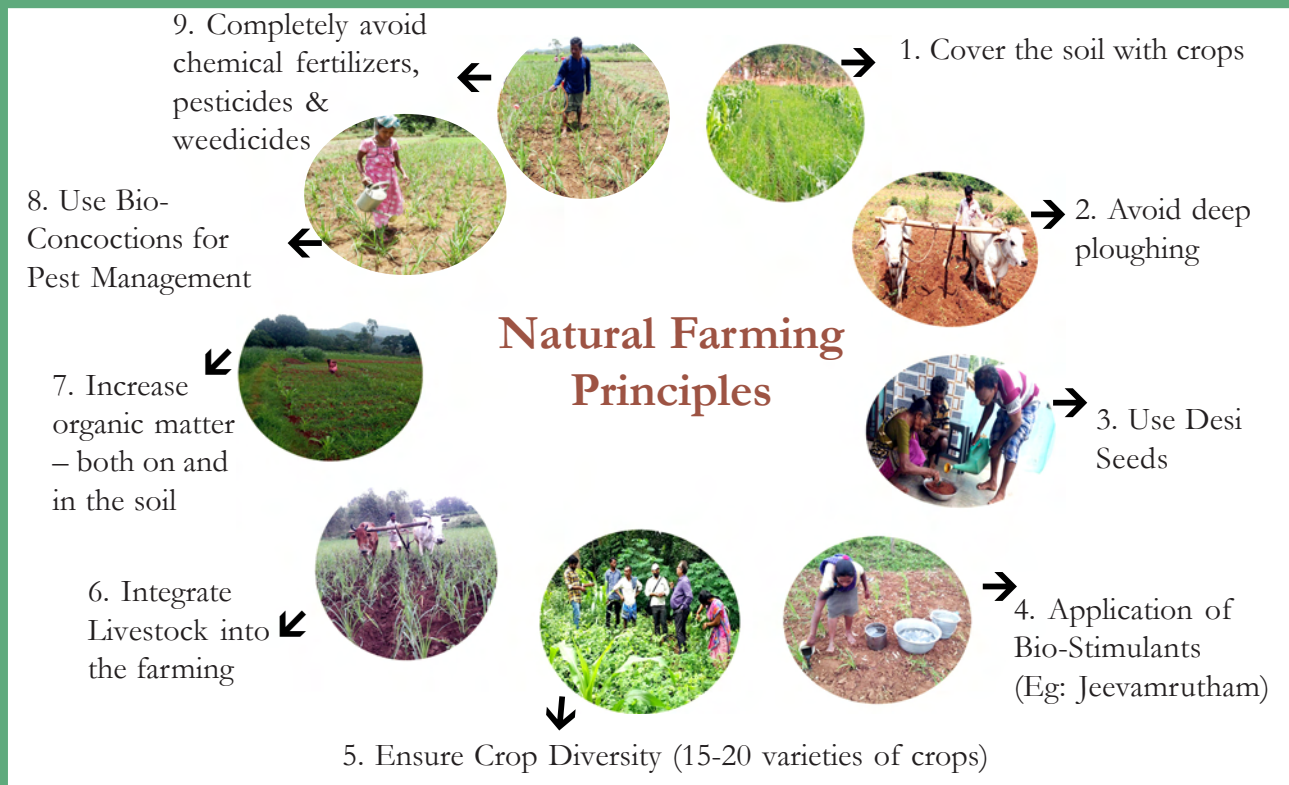 Natural Farming
Principles
1. Cover the soil with crops
2. Avoid deep
ploughing
3. Use Desi
Seeds
4. Application of
Bio-Stimulants
(Eg: Jeevamrutham)
5. Ensure Crop Diversity (15-20 varieties of crops)
6. Integrate
Livestock into
the farming
7. Increase
organic matter
– both on and
in the soil
8. Use Bio-
Concoctions for
Pest Management
9. Completely avoid
chemical fertilizers,
pesticides &
weedicides